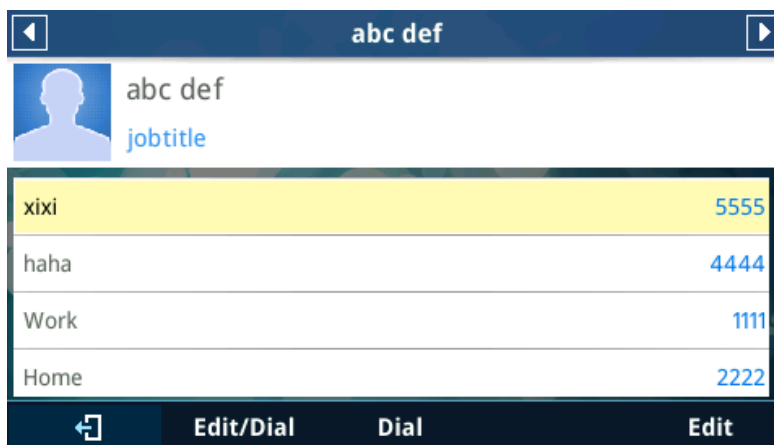 abc def
abc def
jobtitle
xixi 5555
haha 4444
Work 1111
Home 2222
Edit/Dial Dial Edit